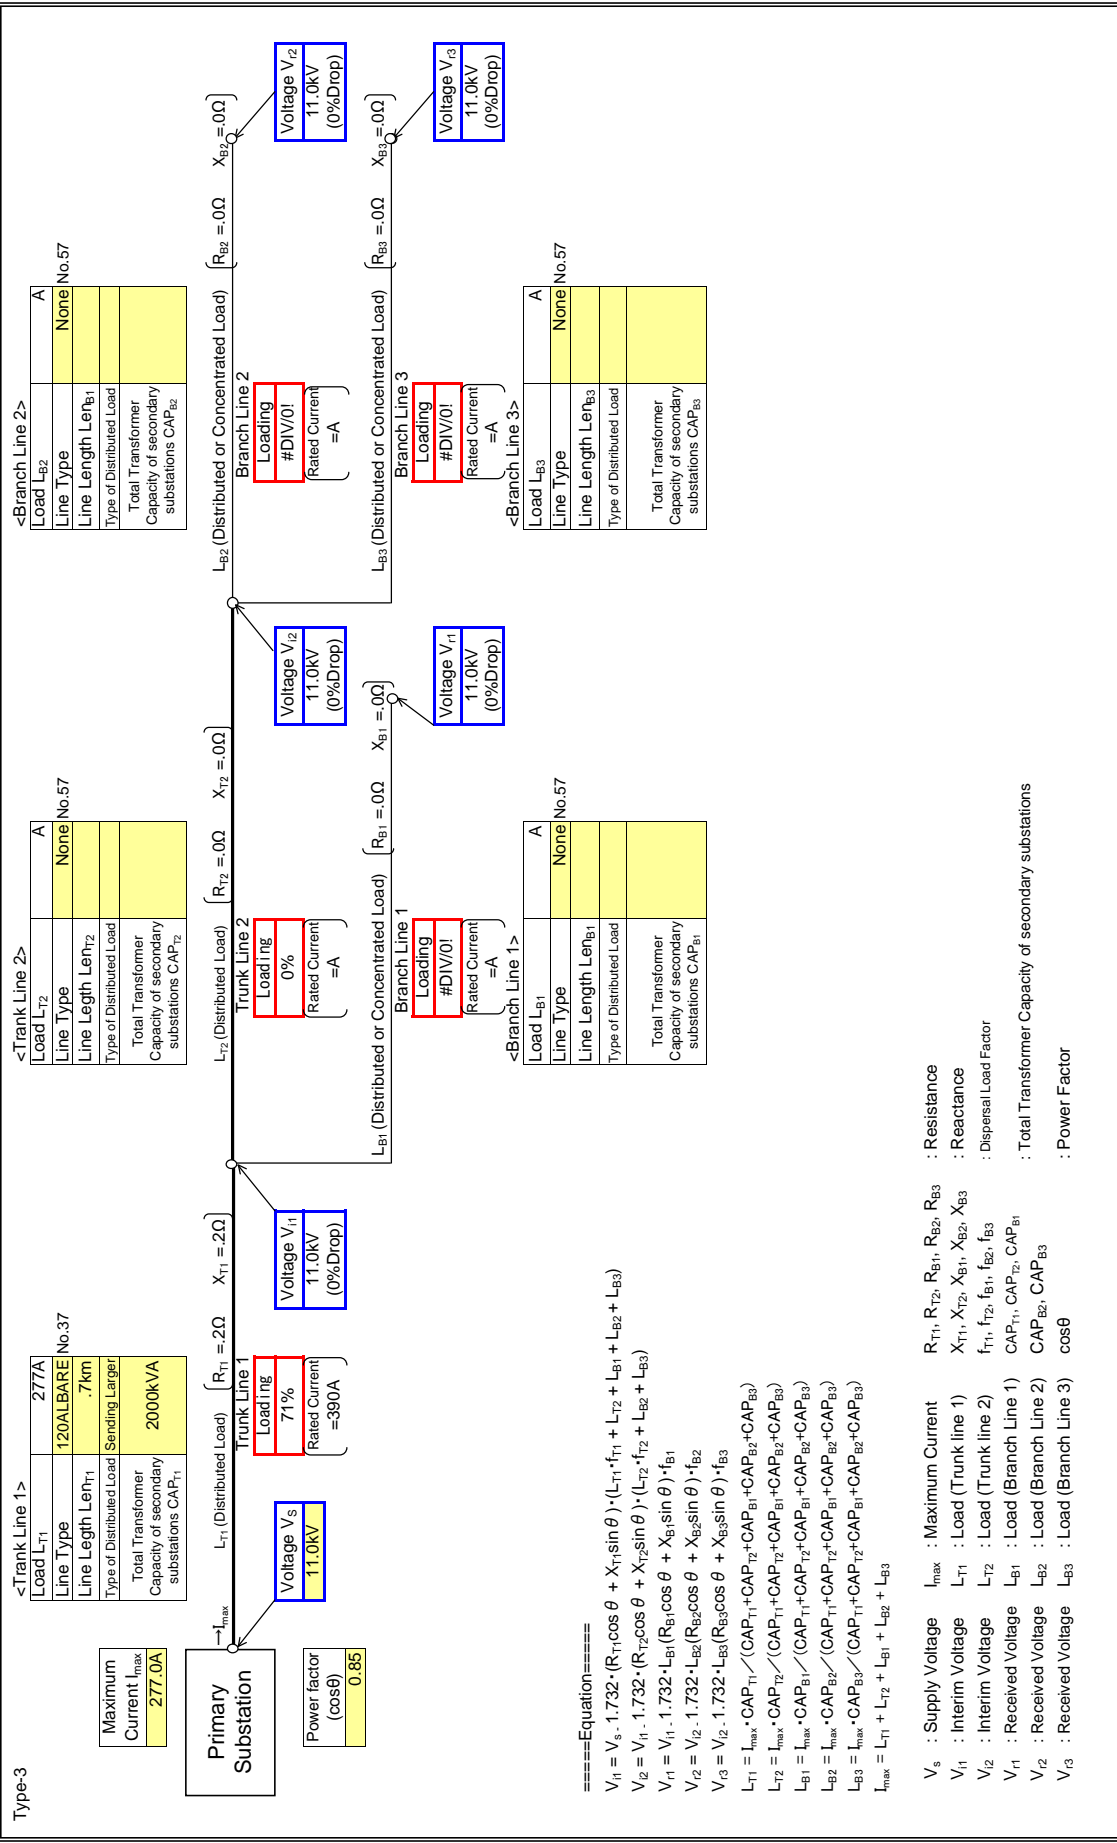 Type-3
Maximum
Current Imax
277.0A
Primary
Substation
Power factor
(cosθ)
0.85
→Imax
Voltage VS
11.0kV
<Trank Line 1>
Load LT1 277A
Line Type 120ALBARE No.37
Line Legth LenT1 .7km
Type of Distributed Load Sending Larger
Total Transformer
Capacity of secondary
substations CAPT1
2000kVA
LT1 (Distributed Load) RT1 =.2Ω XT1 =.2Ω
Trunk Line 1
Loading
71%
Rated Current
=390A
Voltage Vi1
11.0kV
(0%Drop)
<Trank Line 2>
Load LT2 A
Line Type None No.57
Line Legth LenT2
Type of Distributed Load
Total Transformer
Capacity of secondary
substations CAPT2
LT2 (Distributed Load) RT2 =.0Ω XT2 =.0Ω
Trunk Line 2
Loading
0%
Rated Current
=A
Voltage Vi2
11.0kV
(0%Drop)
LB1 (Distributed or Concentrated Load) RB1 =.0Ω XB1 =.0Ω
Branch Line 1
Loading
#DIV/0!
Rated Current
=A
Voltage Vr1
11.0kV
(0%Drop)
<Branch Line 1>
Load LB1 A
Line Type None No.57
Line Length LenB1
Type of Distributed Load
Total Transformer
Capacity of secondary
substations CAPB1
<Branch Line 2>
Load LB2 A
Line Type None No.57
Line Length LenB1
Type of Distributed Load
Total Transformer
Capacity of secondary
substations CAPB2
LB2 (Distributed or Concentrated Load) RB2 =.0Ω XB2 =.0Ω
Branch Line 2
Loading
#DIV/0!
Rated Current
=A
Voltage Vr2
11.0kV
(0%Drop)
LB3 (Distributed or Concentrated Load) RB3 =.0Ω XB3 =.0Ω
Branch Line 3
Loading
#DIV/0!
Rated Current
=A
Voltage Vr3
11.0kV
(0%Drop)
<Branch Line 3>
Load LB3 A
Line Type None No.57
Line Length LenB3
Type of Distributed Load
Total Transformer
Capacity of secondary
substations CAPB3
=====Equation=====
Vi1 = Vs - 1.732・(RT1cos θ + XT1sin θ)・(LT1・fT1 + LT2 + LB1 + LB2 + LB3)
Vi2 = Vi1 - 1.732・(RT2cos θ + XT2sin θ)・(LT2・fT2 + LB2 + LB3)
Vr1 = Vi1 - 1.732・LB1(RB1cos θ + XB1sin θ)・fB1
Vr2 = Vi2 - 1.732・LB2(RB2cos θ + XB2sin θ)・fB2
Vr3 = Vi2 - 1.732・LB3(RB3cos θ + XB3sin θ)・fB3
LT1 = Imax・CAPT1／(CAPT1+CAPT2+CAPB1+CAPB2+CAPB3)
LT2 = Imax・CAPT2／(CAPT1+CAPT2+CAPB1+CAPB2+CAPB3)
LB1 = Imax・CAPB1／(CAPT1+CAPT2+CAPB1+CAPB2+CAPB3)
LB2 = Imax・CAPB2／(CAPT1+CAPT2+CAPB1+CAPB2+CAPB3)
LB3 = Imax・CAPB3／(CAPT1+CAPT2+CAPB1+CAPB2+CAPB3)
Imax = LT1 + LT2 + LB1 + LB2 + LB3
Vs : Supply Voltage Imax : Maximum Current RT1, RT2, RB1, RB2, RB3 : Resistance
Vi1 : Interim Voltage LT1 : Load (Trunk line 1) XT1, XT2, XB1, XB2, XB3 : Reactance
Vi2 : Interim Voltage LT2 : Load (Trunk line 2) fT1, fT2, fB1, fB2, fB3 : Dispersal Load Factor
Vr1 : Received Voltage LB1 : Load (Branch Line 1) CAPT1, CAPT2, CAPB1
Vr2 : Received Voltage LB2 : Load (Branch Line 2) CAPB2, CAPB3 : Total Transformer Capacity of secondary substations
Vr3 : Received Voltage LB3 : Load (Branch Line 3) cosθ : Power Factor